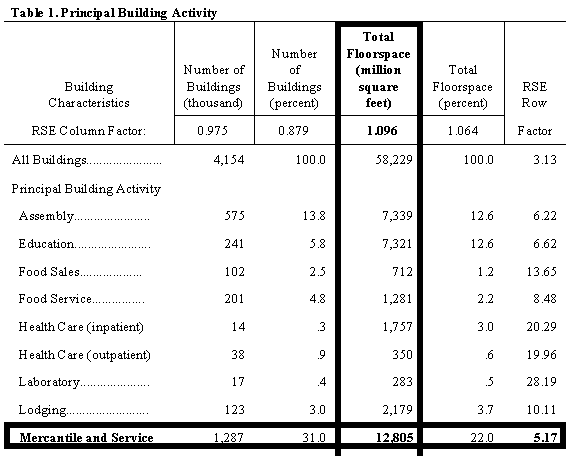 Table 1. Principal Building Activity
Building Characteristics Number of Buildings (thousand) Number of Buildings (percent) Total Floorspace (million square feet) Total Floorspace (percent) RSE Row
RSE Column Factor: 0.975 0.879 1.096 1.064 Factor
All Buildings........................ 4,154 100.0 58,229 100.0 3.13
Principal Building Activity
Assembly....................... 575 13.8 7,339 12.6 6.22
Education....................... 241 5.8 7,321 12.6 6.62
Food Sales................... 102 2.5 712 1.2 13.65
Food Service................ 201 4.8 1,281 2.2 8.48
Health Care (inpatient) 14 .3 1,757 3.0 20.29
Health Care (outpatient) 38 .9 350 .6 19.96
Laboratory..................... 17 .4 283 .5 28.19
Lodging......................... 123 3.0 2,179 3.7 10.11
Mercantile and Service 1,287 31.0 12,805 22.0 5.17